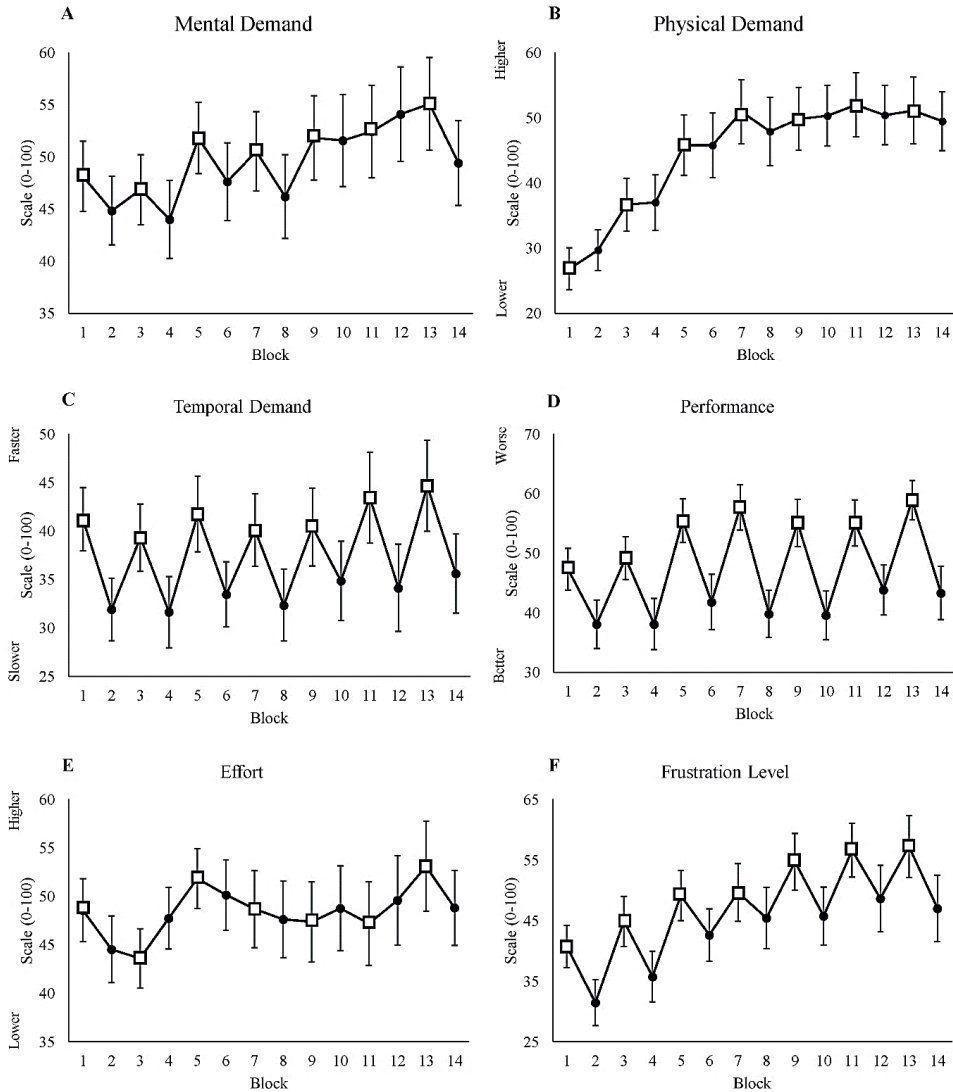 A
Mental Demand
Scale (0-100)
60
55
50
45
40
35
1 2 3 4 5 6 7 8 9 10 11 12 13 14
Block
B
Physical Demand
Higher
Scale (0-100)
Lower
60
50
40
30
20
1 2 3 4 5 6 7 8 9 10 11 12 13 14
Block
C
Temporal Demand
Faster
Scale (0-100)
Slower
50
45
40
35
30
25
1 2 3 4 5 6 7 8 9 10 11 12 13 14
Block
D
Performance
Worse
Scale (0-100)
Better
70
60
50
40
30
1 2 3 4 5 6 7 8 9 10 11 12 13 14
Block
E
Effort
Higher
Scale (0-100)
Lower
60
55
50
45
40
35
1 2 3 4 5 6 7 8 9 10 11 12 13 14
Block
F
Frustration Level
Scale (0-100)
65
55
45
35
25
1 2 3 4 5 6 7 8 9 10 11 12 13 14
Block